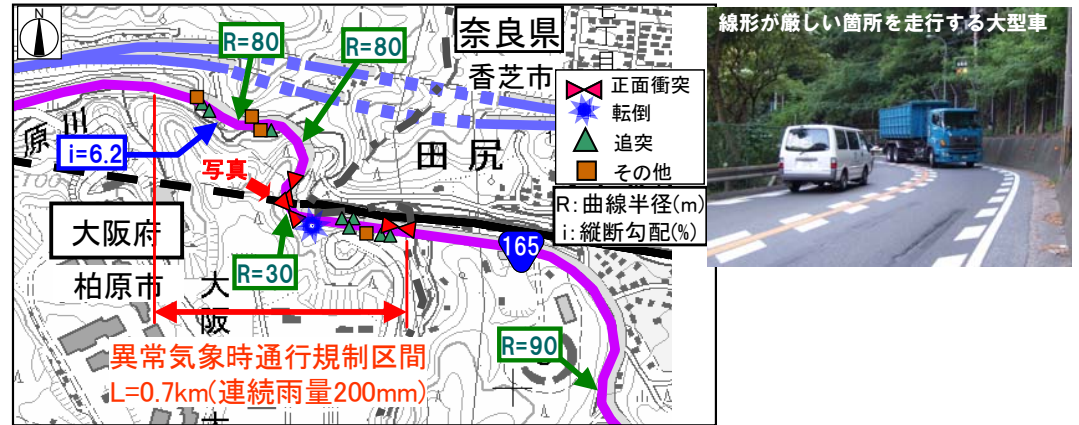 N
R=80
R=80
奈良県
香芝市
正面衝突
転倒
追突
その他
R:曲線半径(m)
i:縦断勾配(%)
原川
i=6.2
写真
田尻
大阪府
柏原市
大
阪
R=30
165
R=90
異常気象時通行規制区間
L=0.7km(連続雨量200mm)
線形が厳しい箇所を走行する大型車